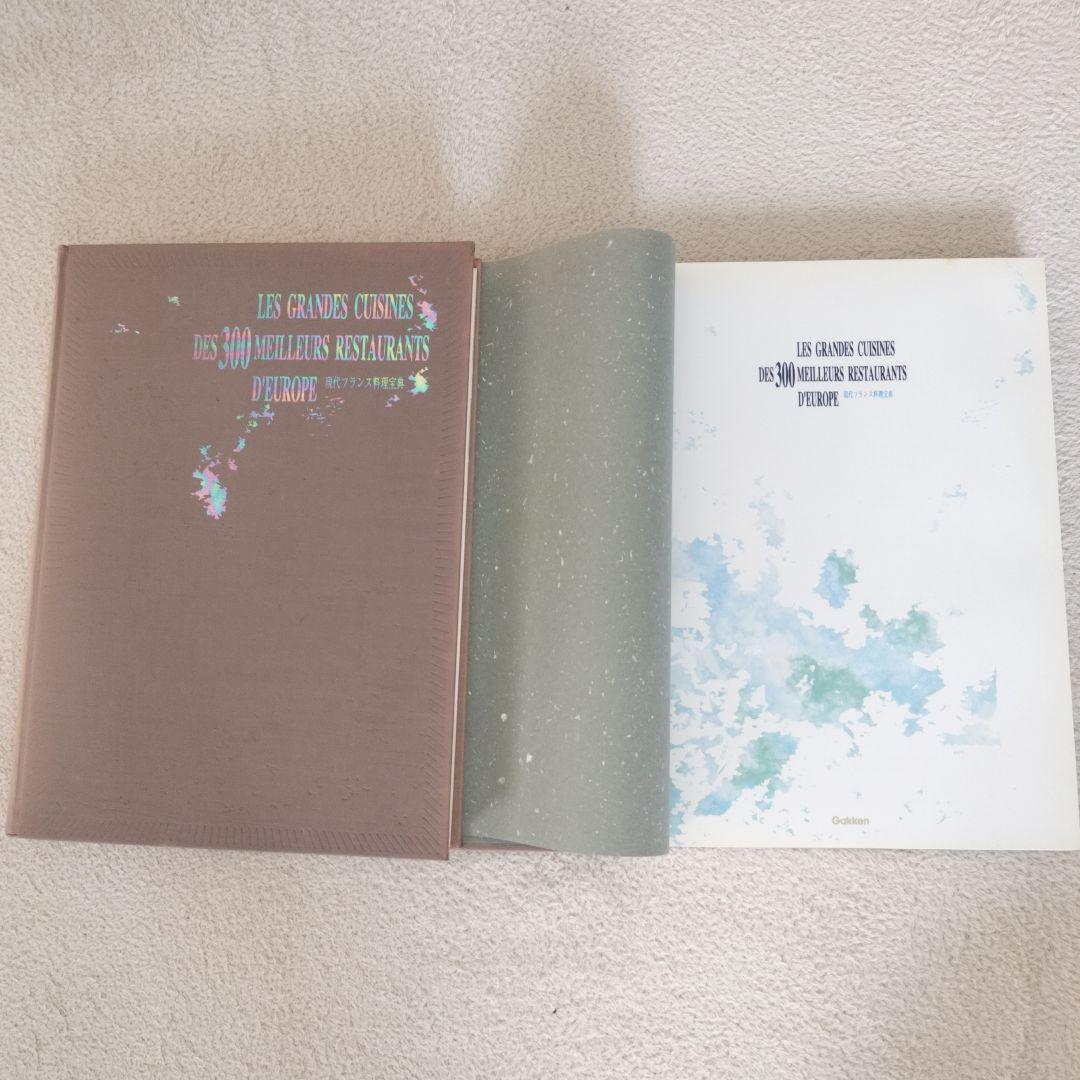 LES GRANDES CUISINES
DES 300 MEILLEURS RESTAURANTS
D'EUROPE 現代フランス料理宝典
LES GRANDES CUISINES
DES 300 MEILLEURS RESTAURANTS
D'EUROPE 現代フランス料理宝典
Gakken